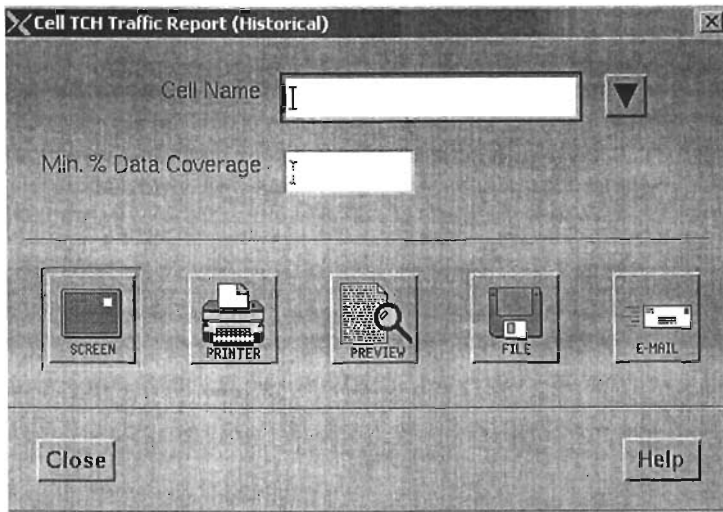 Cell TCH Traffic Report (Historical)
Cell Name
Min. % Data Coverage
SCREEN
PRINTER
PREVIEW
FILE
E-MAIL
Close
Help